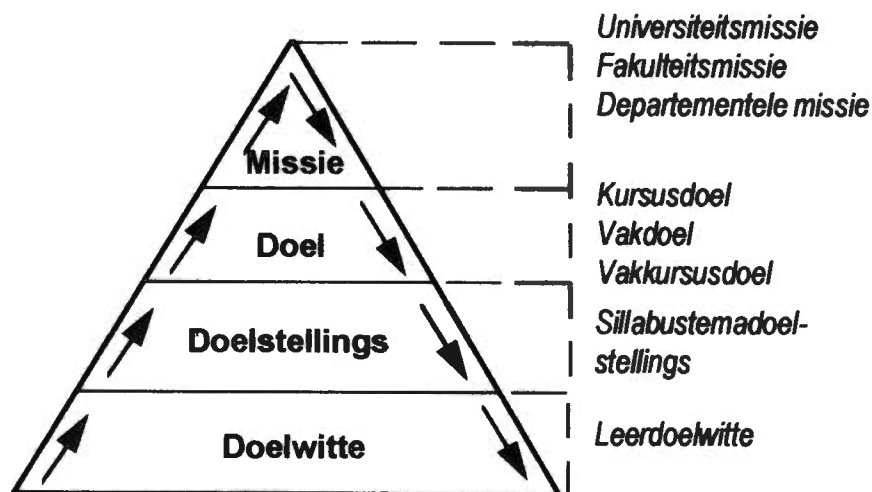 Universiteitsmissie
Fakulteitsmissie
Departementele missie
Missie
Kursusdoel
Vakdoel
Vakkursusdoel
Doel
Sillabustemadoel-
stellings
Doelstellings
Leerdoelwitte
Doelwitte